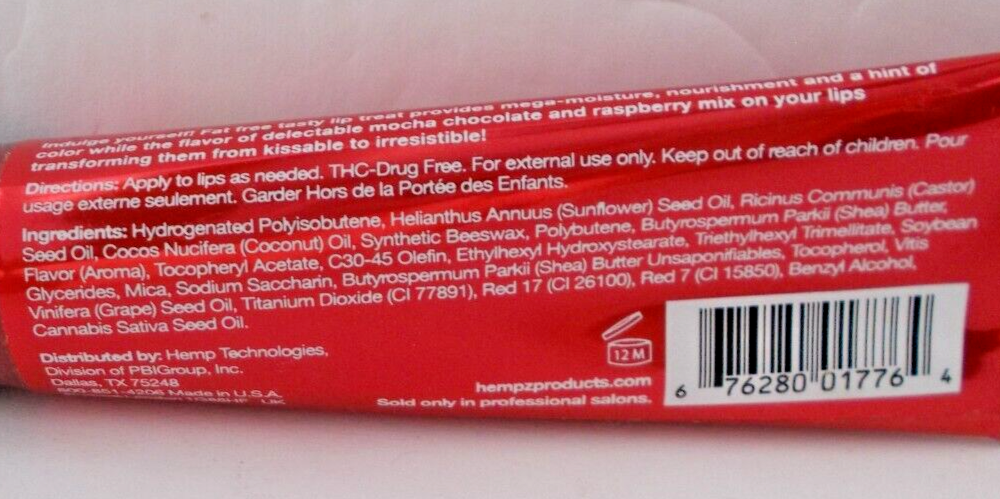 Indulge yourself! Fat free tasty lip treat provides mega-moisture, nourishment and a hint of
color while the flavor of delectable mocha chocolate and raspberry mix on your lips
transforming them from kissable to irresistible!
Directions: Apply to lips as needed. THC-Drug Free. For external use only. Keep out of reach of children. Pour
usage externe seulement. Garder Hors de la Portée des Enfants.
Ingredients: Hydrogenated Polyisobutene, Helianthus Annuus (Sunflower) Seed Oil, Ricinus Communis (Castor)
Seed Oil, Cocos Nucifera (Coconut) Oil, Synthetic Beeswax, Polybutene, Butyrospermum Parkii (Shea) Butter,
Flavor (Aroma), Tocopheryl Acetate, C30-45 Olefin, Ethylhexyl Hydroxystearate, Triethylhexyl Trimellitate, Soybean
Glycerides, Mica, Sodium Saccharin, Butyrospermum Parkii (Shea) Butter Unsaponifiables, Tocopherol, Vitis
Vinifera (Grape) Seed Oil, Titanium Dioxide (CI 77891), Red 17 (CI 26100), Red 7 (CI 15850), Benzyl Alcohol,
Cannabis Sativa Seed Oil.
Distributed by: Hemp Technologies,
Division of PBIGroup, Inc.
Dallas, TX 75248
800-851-4206 Made in U.S.A.
UK
12 M
hempzproducts.com
Sold only in professional salons.
6 76280 01776 4